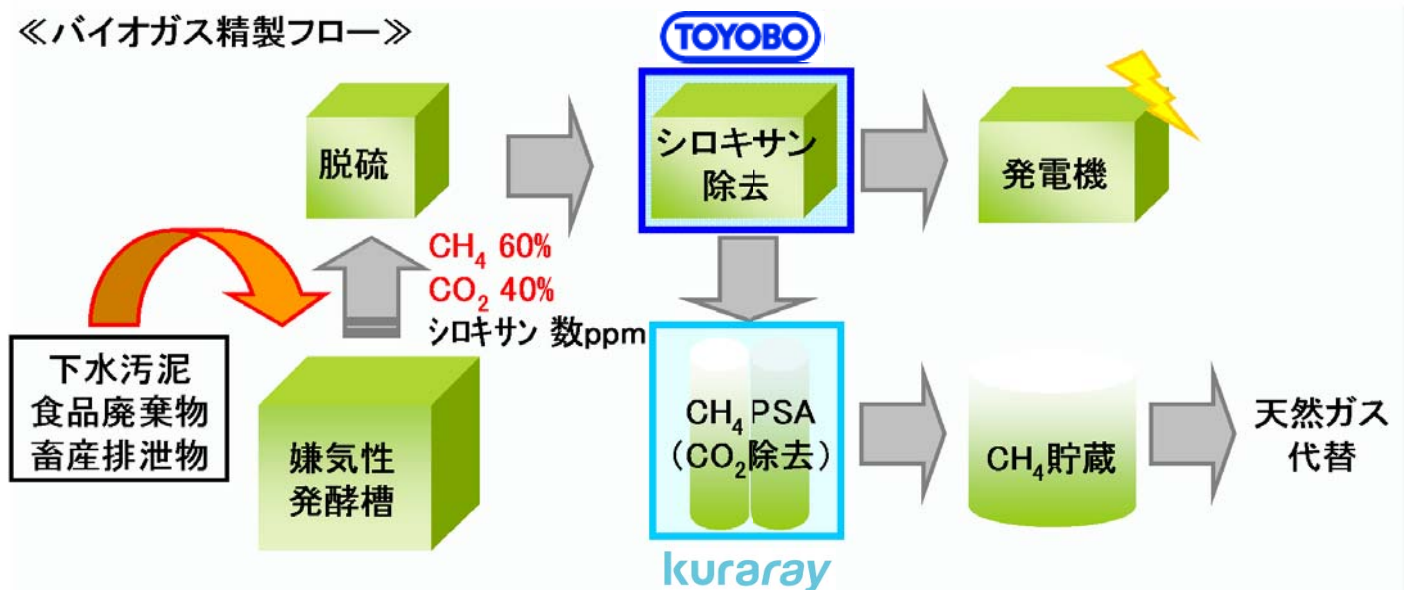 ≪バイオガス精製フロー≫
TOYOBO
脱硫
シロキサン
除去
発電機
CH₄ 60%
CO₂ 40%
シロキサン 数ppm
下水汚泥
食品廃棄物
畜産排泄物
嫌気性
発酵槽
CH₄ PSA
（CO₂除去）
CH₄貯蔵
天然ガス
代替
kuraray